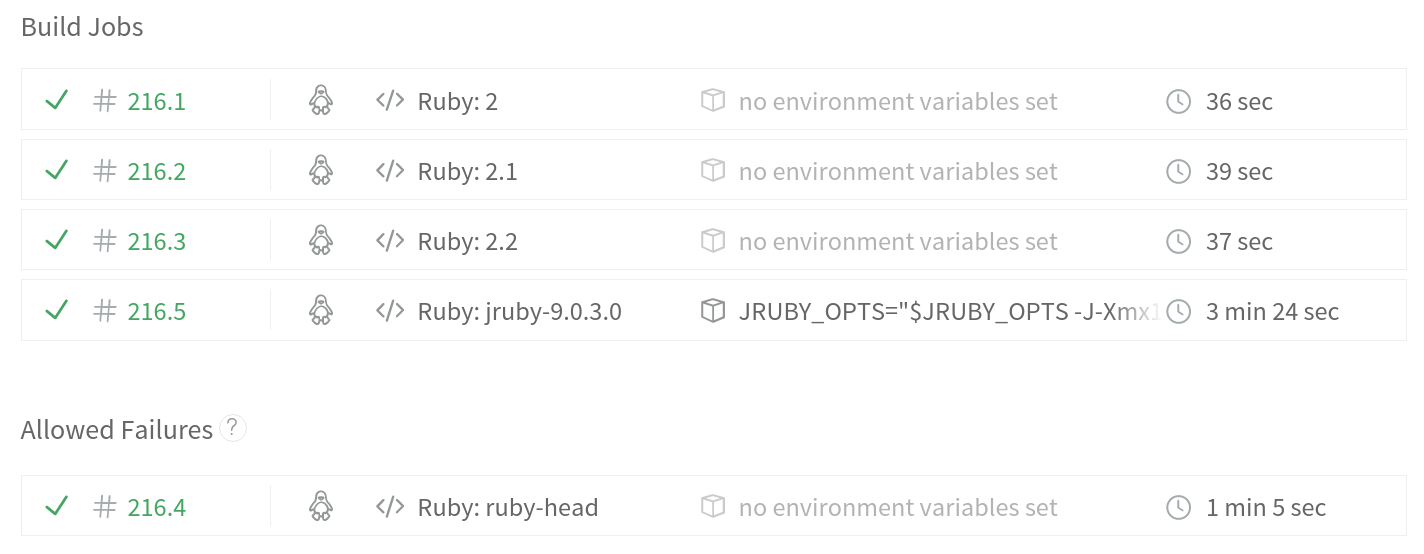 Build Jobs
# 216.1 </> Ruby: 2 no environment variables set 36 sec
# 216.2 </> Ruby: 2.1 no environment variables set 39 sec
# 216.3 </> Ruby: 2.2 no environment variables set 37 sec
# 216.5 </> Ruby: jruby-9.0.3.0 JRUBY_OPTS="$JRUBY_OPTS -J-Xmx1 3 min 24 sec
Allowed Failures ?
# 216.4 </> Ruby: ruby-head no environment variables set 1 min 5 sec